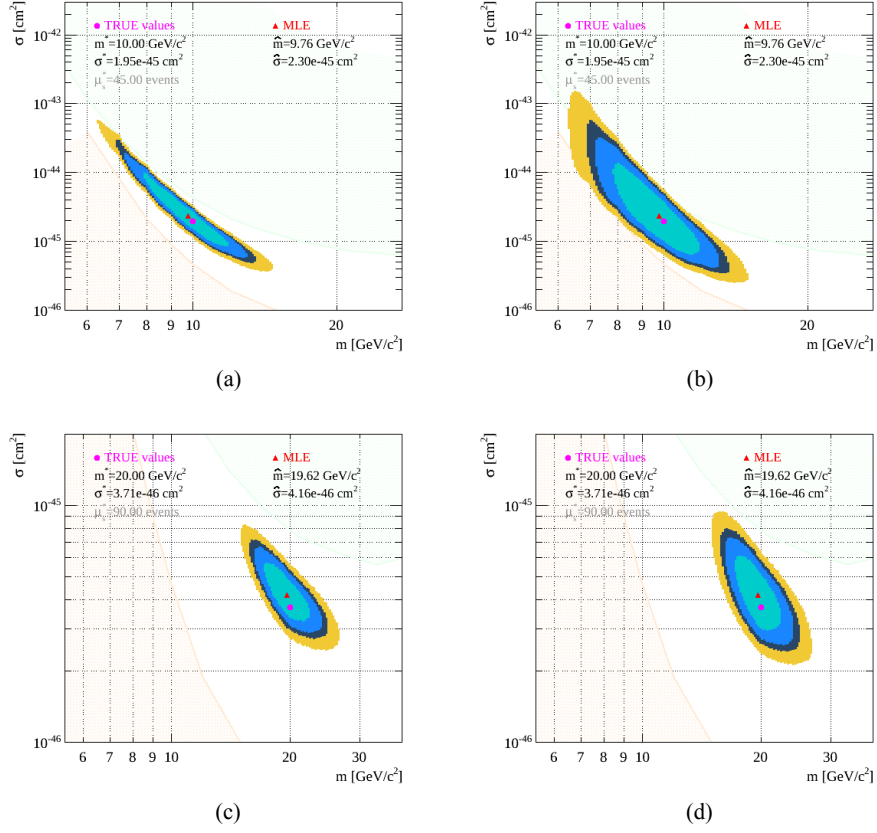 σ [cm²]
10⁻⁴²
10⁻⁴³
10⁻⁴⁴
10⁻⁴⁵
10⁻⁴⁶
TRUE values
m*=10.00 GeV/c²
σ*=1.95e-45 cm²
μ*ₛ=45.00 events
MLE
m̂=9.76 GeV/c²
σ̂=2.30e-45 cm²
6 7 8 9 10 20
m [GeV/c²]
(a)
σ [cm²]
10⁻⁴²
10⁻⁴³
10⁻⁴⁴
10⁻⁴⁵
10⁻⁴⁶
TRUE values
m*=10.00 GeV/c²
σ*=1.95e-45 cm²
μ*ₛ=45.00 events
MLE
m̂=9.76 GeV/c²
σ̂=2.30e-45 cm²
6 7 8 9 10 20
m [GeV/c²]
(b)
σ [cm²]
10⁻⁴⁵
10⁻⁴⁶
TRUE values
m*=20.00 GeV/c²
σ*=3.71e-46 cm²
μ*ₛ=90.00 events
MLE
m̂=19.62 GeV/c²
σ̂=4.16e-46 cm²
6 7 8 9 10 20 30
m [GeV/c²]
(c)
σ [cm²]
10⁻⁴⁵
10⁻⁴⁶
TRUE values
m*=20.00 GeV/c²
σ*=3.71e-46 cm²
μ*ₛ=90.00 events
MLE
m̂=19.62 GeV/c²
σ̂=4.16e-46 cm²
6 7 8 9 10 20 30
m [GeV/c²]
(d)